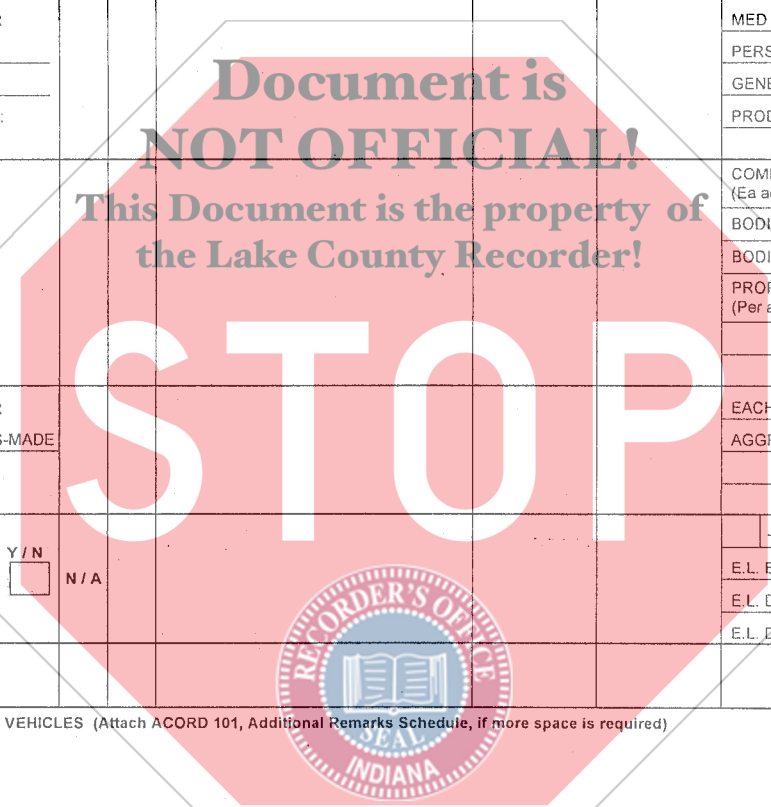 MED
Document is
PERS
GENE
PROD
NOT OFFICIAL!
COM
(Ea a
This Document is the property of
BODI
the Lake County Recorder!
BODI
PROP
(Per a
STOP
EACH
S-MADE
AGGR
Y / N
N / A
E.L. E
E.L. D
E.L. D
RECORDER'S OFFICE
SEAL
INDIANA
VEHICLES (Attach ACORD 101, Additional Remarks Schedule, if more space is required)